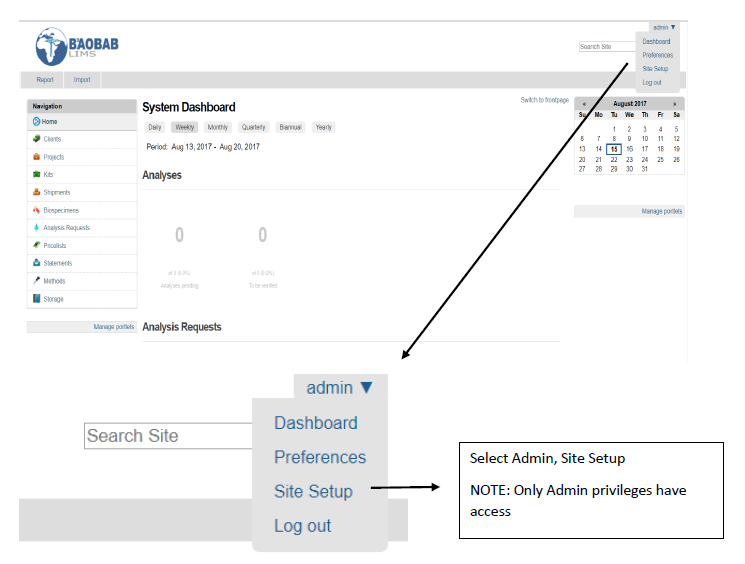 admin ▼
BAOBAB
LIMS
Search Site
Dashboard
Preferences
Site Setup
Log out
Report Import
Navigation
Home
Clients
Projects
Kits
Shipments
Biospecimens
Analysis Requests
Pricelists
Statements
Methods
Storage
Manage portlets
System Dashboard
Switch to frontpage
Daily Weekly Monthly Quarterly Biannual Yearly
Period: Aug 13, 2017 - Aug 20, 2017
Analyses
0 0
of 0 (0.0%) of 0 (0.0%)
Analyses pending To be verified
Analysis Requests
« August 2017 »
Su Mo Tu We Th Fr Sa
1 2 3 4 5
6 7 8 9 10 11 12
13 14 15 16 17 18 19
20 21 22 23 24 25 26
27 28 29 30 31
Manage portlets
admin ▼
Search Site
Dashboard
Preferences
Site Setup
Log out
Select Admin, Site Setup
NOTE: Only Admin privileges have
access